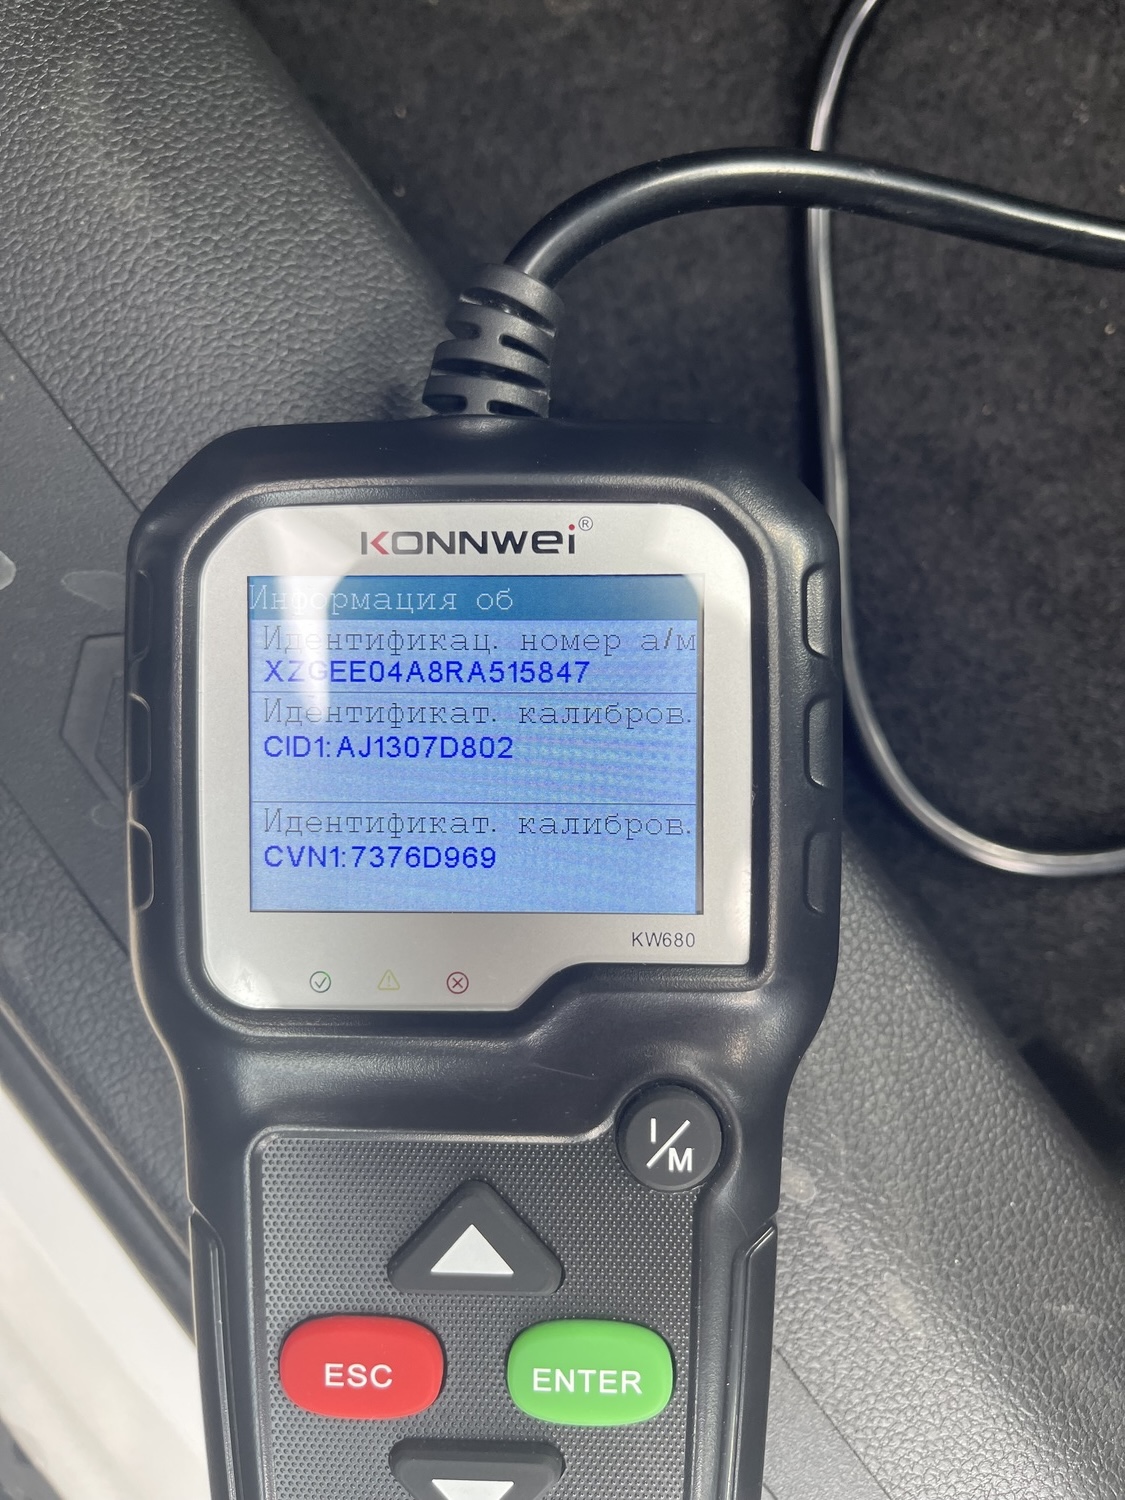 KONNWEI®
Информация об
Идентификац. номер а/м
XZGEE04A8RA515847
Идентификат. калибров.
CID1:AJ1307D802
Идентификат. калибров.
CVN1:7376D969
KW680
I/M
ESC
ENTER